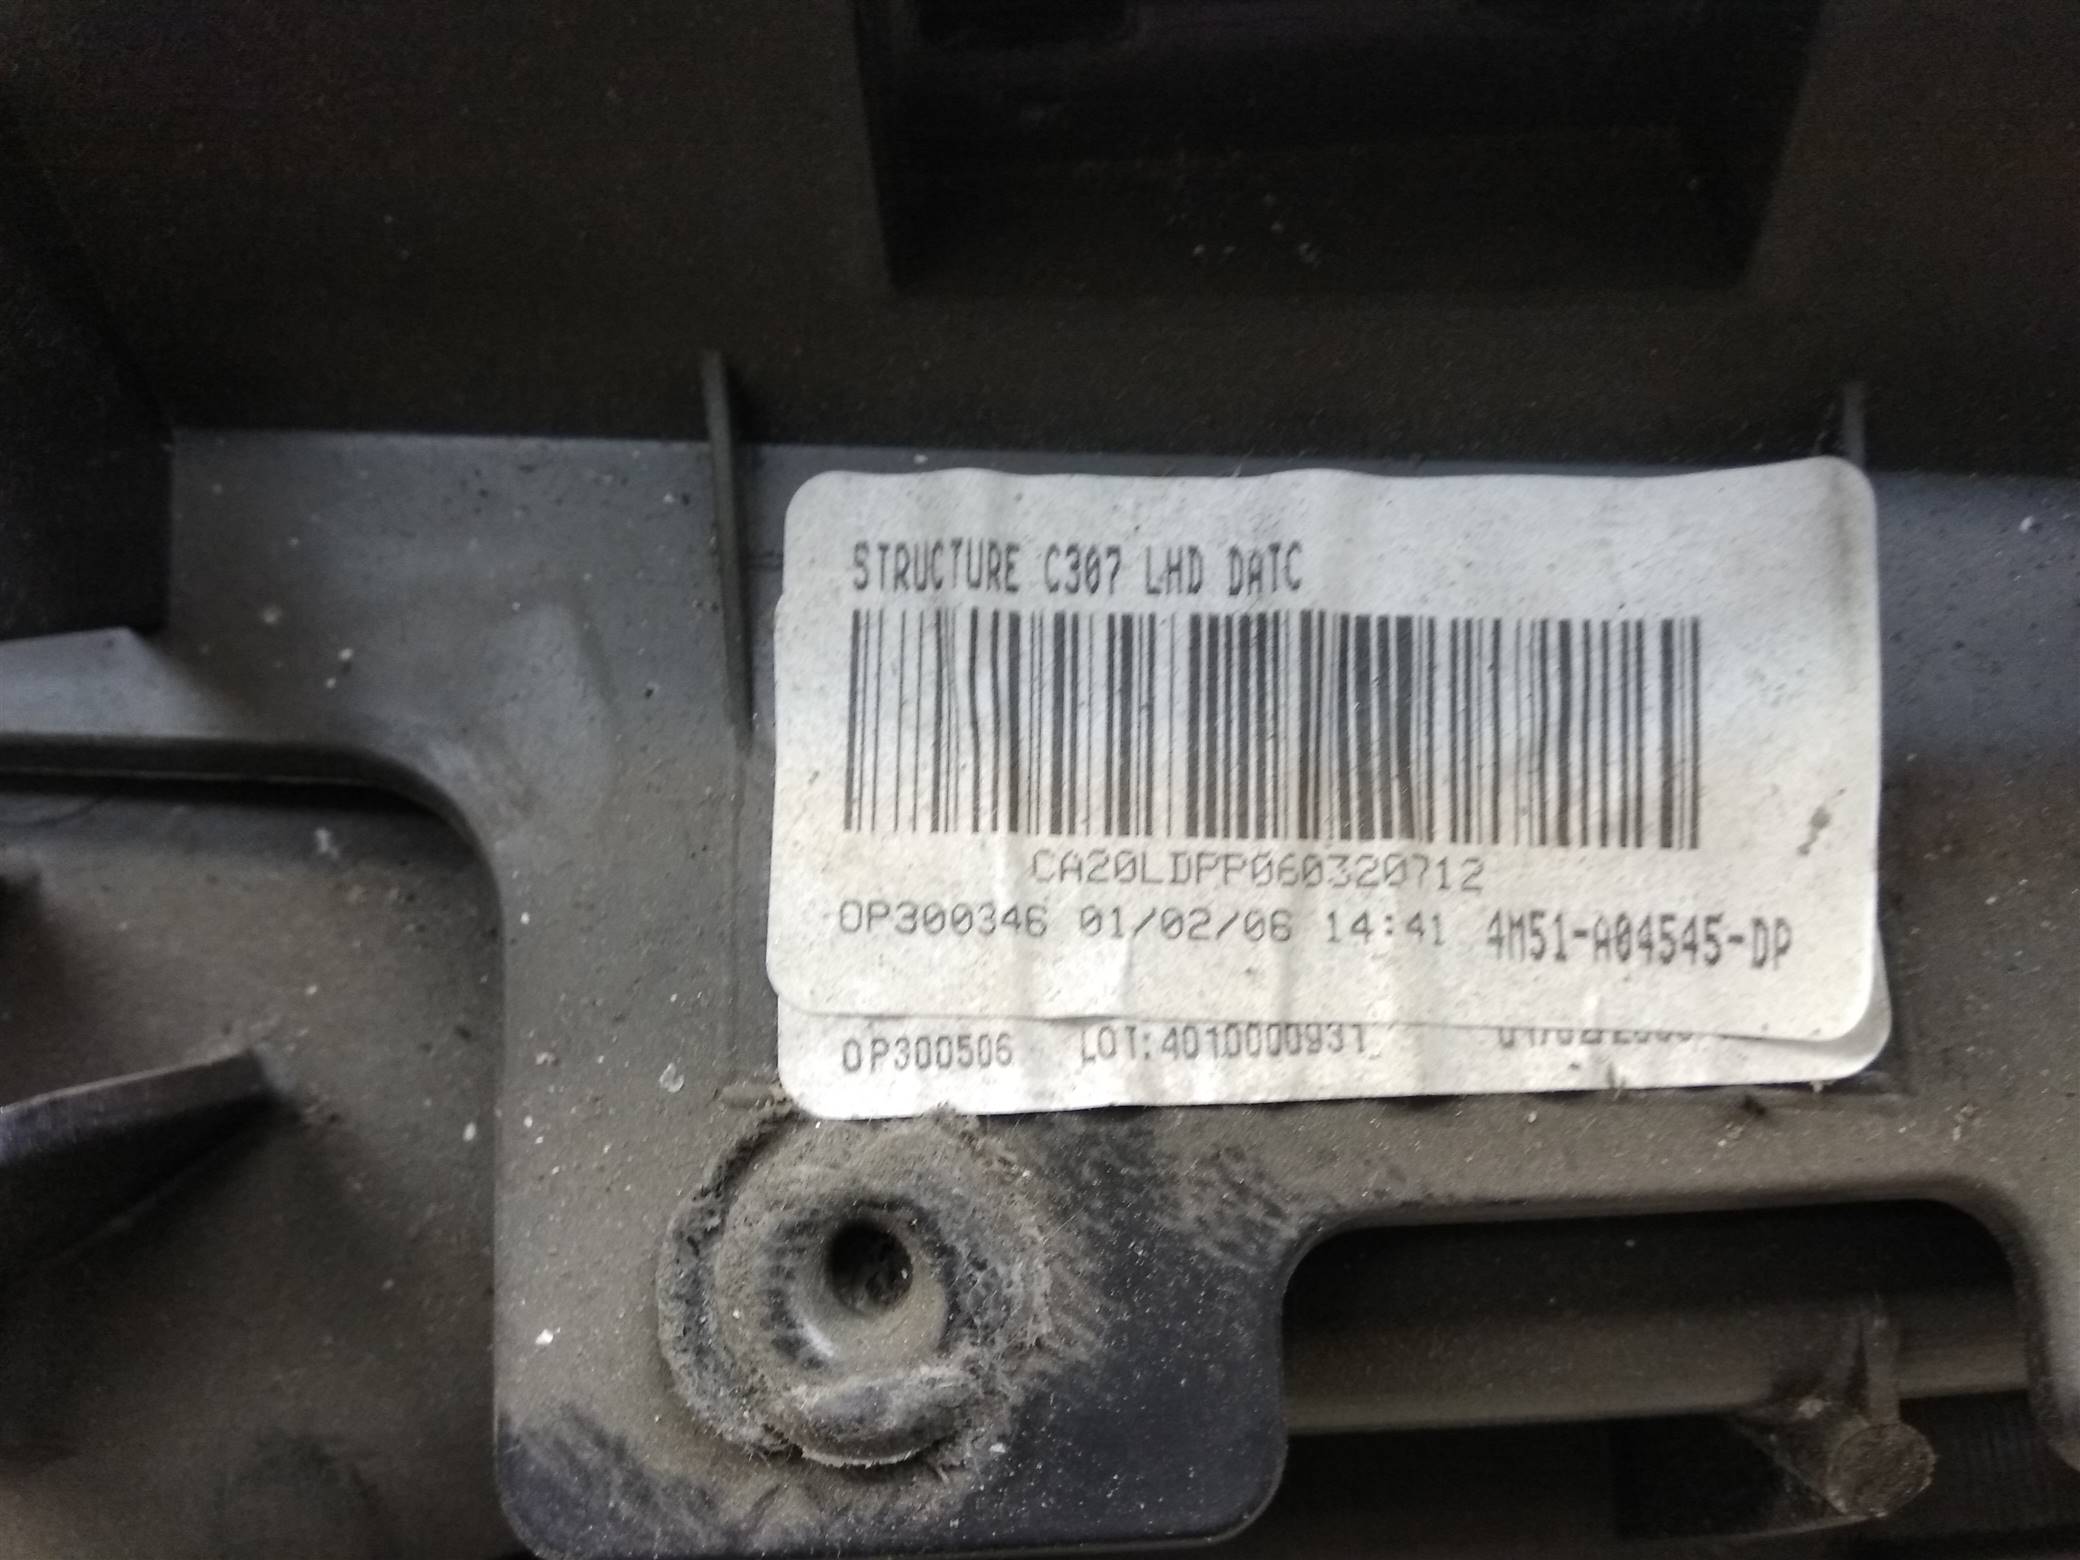 STRUCTURE C307 LHD DATC
CA20LDPP060320712
OP300346 01/02/06 14:41 4M51-A04545-DP
OP300506 LOT:4010000931